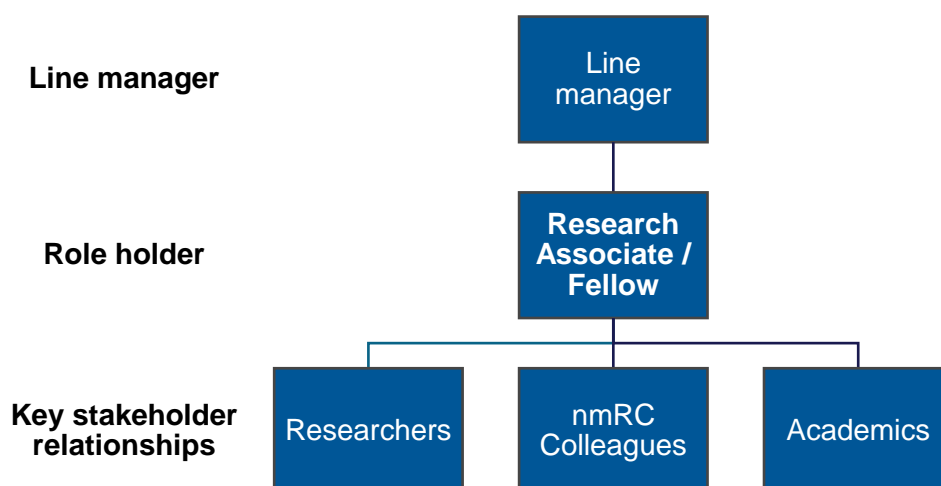 Line manager
Line
manager
Role holder
Research
Associate /
Fellow
Key stakeholder
relationships
Researchers
nmRC
Colleagues
Academics